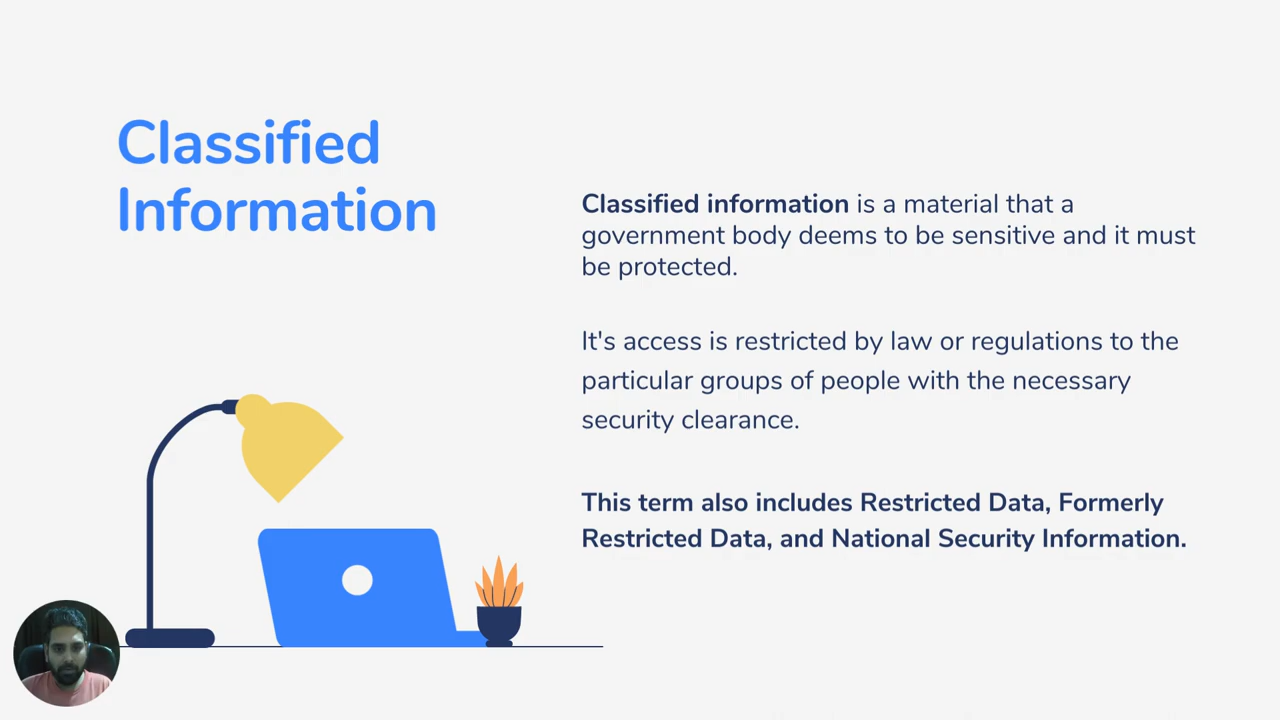 Classified
Information
Classified information is a material that a
government body deems to be sensitive and it must
be protected.
It's access is restricted by law or regulations to the
particular groups of people with the necessary
security clearance.
This term also includes Restricted Data, Formerly
Restricted Data, and National Security Information.